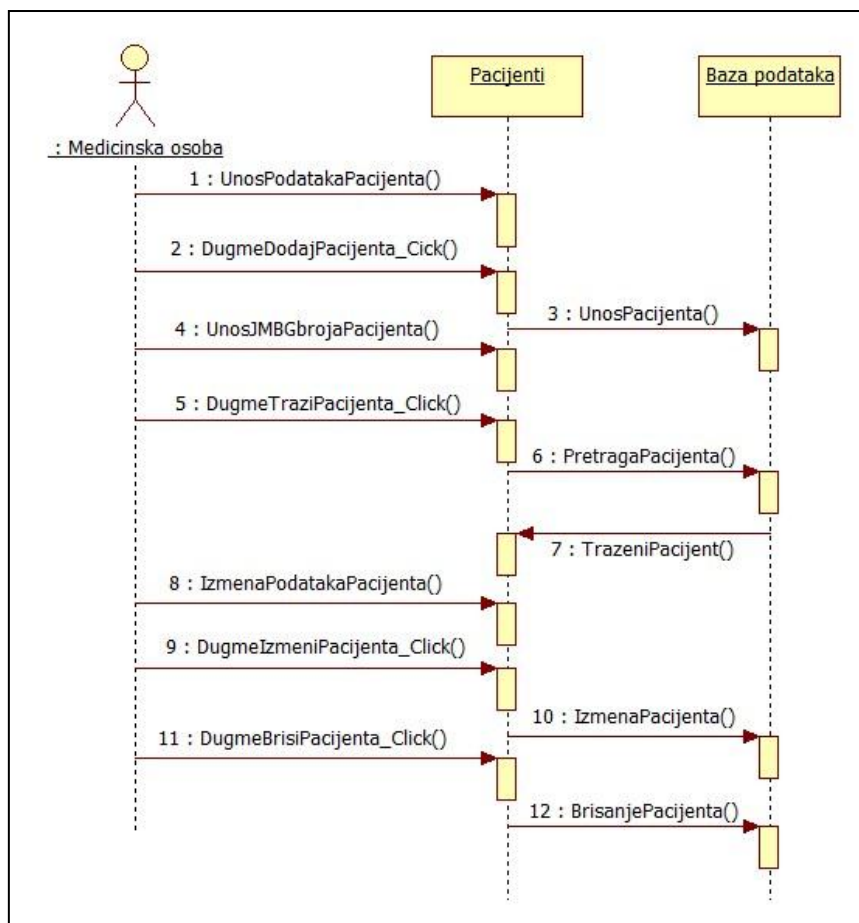 Pacijenti
Baza podataka
: Medicinska osoba
1 : UnosPodatakaPacijenta()
2 : DugmeDodajPacijenta_Cick()
3 : UnosPacijenta()
4 : UnosJMBGbrojaPacijenta()
5 : DugmeTraziPacijenta_Click()
6 : PretragaPacijenta()
7 : TrazeniPacijent()
8 : IzmenaPodatakaPacijenta()
9 : DugmeIzmeniPacijenta_Click()
10 : IzmenaPacijenta()
11 : DugmeBrisiPacijenta_Click()
12 : BrisanjePacijenta()